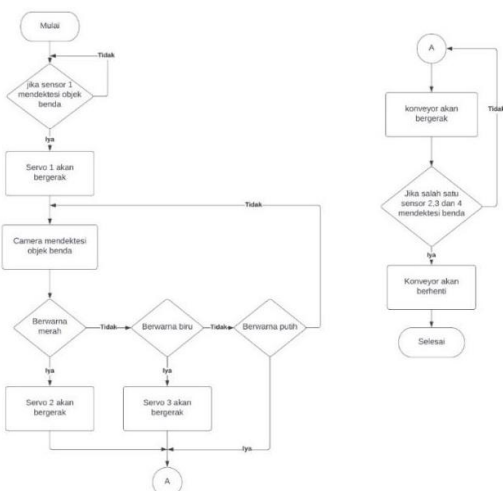 Mulai
Tidak
jika sensor 1
mendektesi objek
benda
Iya
Servo 1 akan
bergerak
Tidak
Camera mendektesi
objek benda
Berwarna
merah
Tidak
Berwarna biru
Tidak
Berwarna putih
Iya
Iya
Servo 2 akan
bergerak
Servo 3 akan
bergerak
Iya
A
A
Tidak
konveyor akan
bergerak
Jika salah satu
sensor 2,3 dan 4
mendektesi benda
Iya
Konveyor akan
berhenti
Selesai